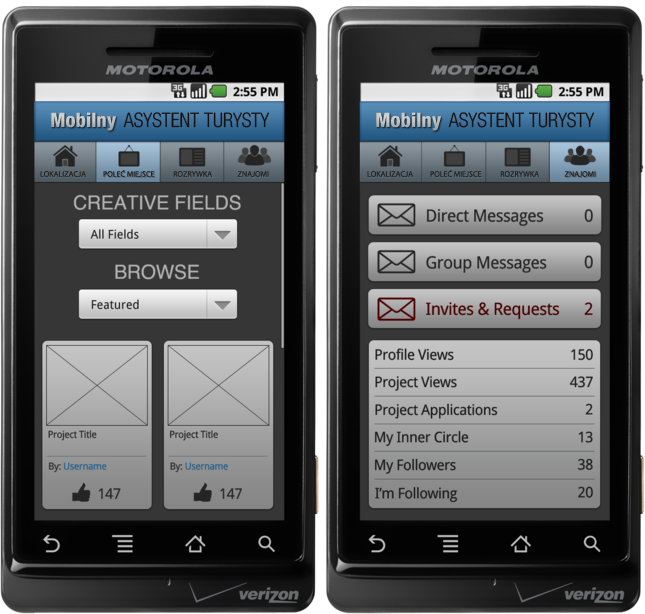 MOTOROLA
3G 2:55 PM
Mobilny ASYSTENT TURYSTY
LOKALIZACJA POLEĆ MIEJSCE ROZRYWKA ZNAJOMI
CREATIVE FIELDS
All Fields
BROWSE
Featured
Project Title Project Title
By: Username By: Username
147 147
verizon
MOTOROLA
3G 2:55 PM
Mobilny ASYSTENT TURYSTY
LOKALIZACJA POLEĆ MIEJSCE ROZRYWKA ZNAJOMI
Direct Messages 0
Group Messages 0
Invites & Requests 2
Profile Views 150
Project Views 437
Project Applications 2
My Inner Circle 13
My Followers 38
I'm Following 20
verizon